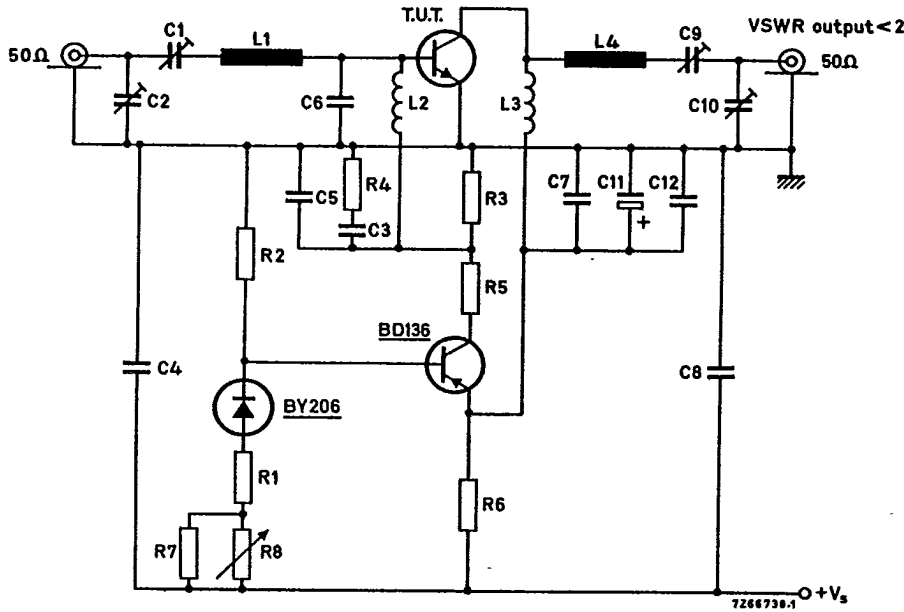 T.U.T.
VSWR output<2
50Ω
C1
L1
C9
L4
50Ω
C2
C6
L2
L3
C10
C5
R4
R3
C7
C11
C12
C3
+
R2
R5
BD136
C4
C8
BY206
R1
R6
R7
R8
7Z66736.1
+Vs